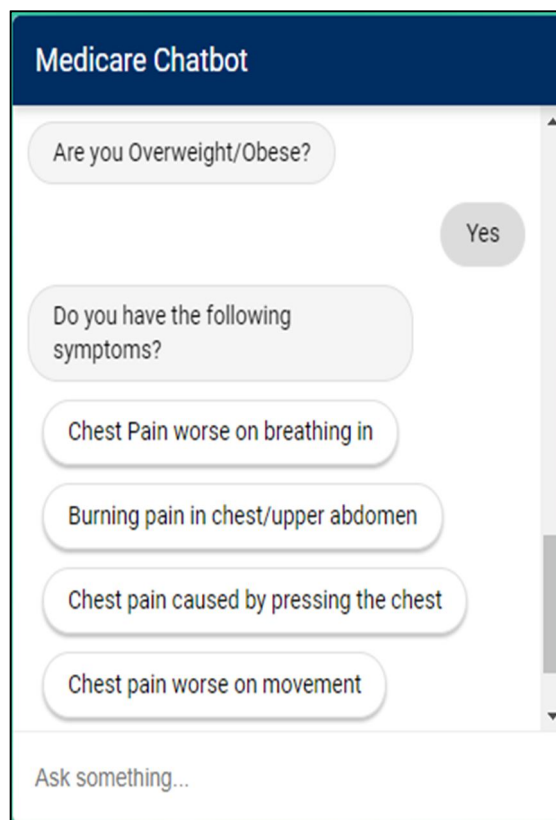 Medicare Chatbot
Are you Overweight/Obese?
Yes
Do you have the following
symptoms?
Chest Pain worse on breathing in
Burning pain in chest/upper abdomen
Chest pain caused by pressing the chest
Chest pain worse on movement
Ask something...